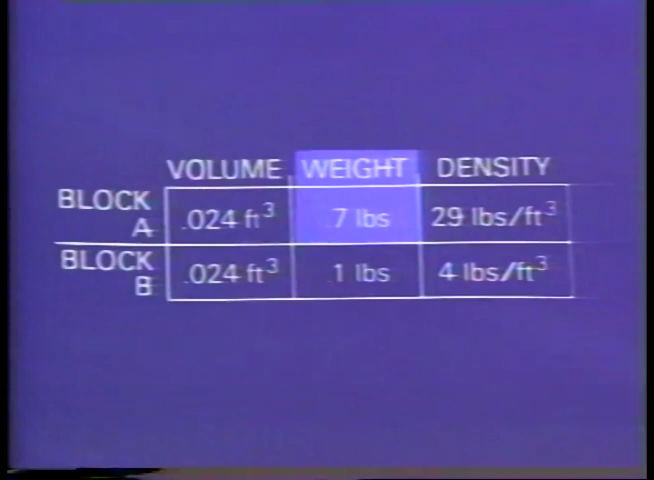 VOLUME WEIGHT DENSITY
BLOCK A .024 ft³ .7 lbs 29 lbs/ft³
BLOCK B .024 ft³ .1 lbs 4 lbs/ft³